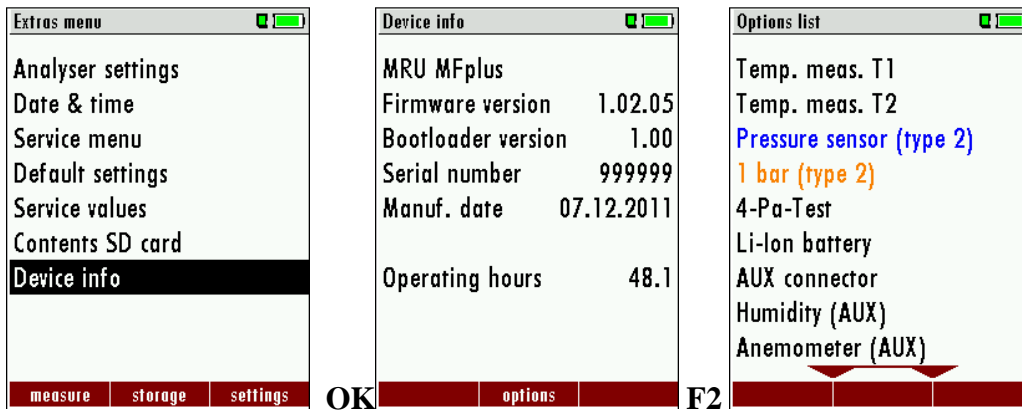 Extras menu
Analyser settings
Date & time
Service menu
Default settings
Service values
Contents SD card
Device info
measure storage settings
OK
Device info
MRU MFplus
Firmware version 1.02.05
Bootloader version 1.00
Serial number 999999
Manuf. date 07.12.2011
Operating hours 48.1
options
F2
Options list
Temp. meas. T1
Temp. meas. T2
Pressure sensor (type 2)
1 bar (type 2)
4-Pa-Test
Li-Ion battery
AUX connector
Humidity (AUX)
Anemometer (AUX)